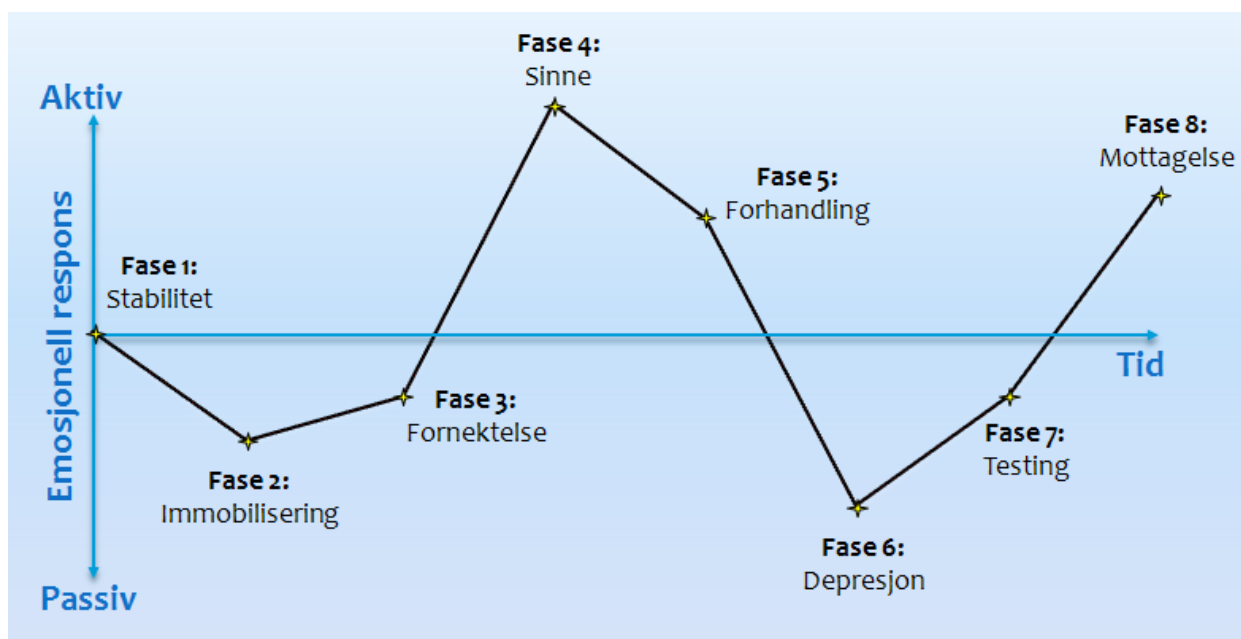 Fase 4:
Sinne
Aktiv
Fase 8:
Mottagelse
Fase 5:
Forhandling
Emosjonell respons
Fase 1:
Stabilitet
Tid
Fase 3:
Fornektelse
Fase 7:
Testing
Fase 2:
Immobilisering
Fase 6:
Depresjon
Passiv